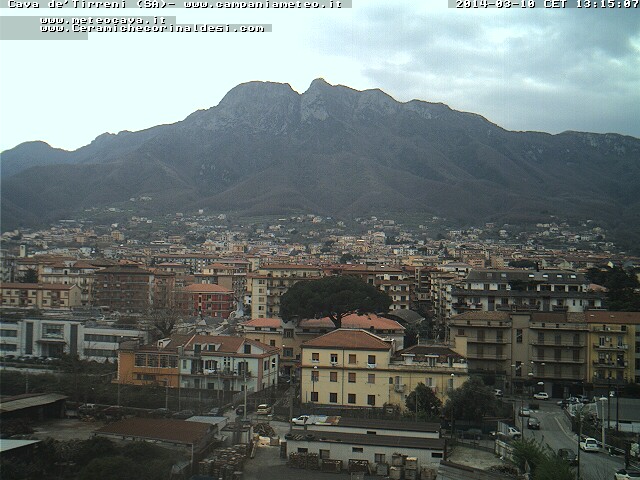 Cava de'Tirreni (SA)- www.campaniameteo.it 2014-03-10 CET 13:15:07
www.meteocava.it
www.Ceramichecorinaldesi.com